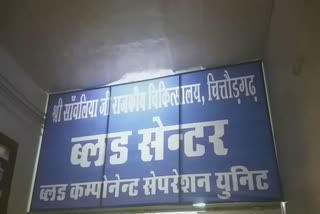 श्री सांवलिया जी राजकीय चिकित्सालय, चित्तौड़गढ़
ब्लड सेन्टर
ब्लड कम्पोनेन्ट सेपरेशन युनिट